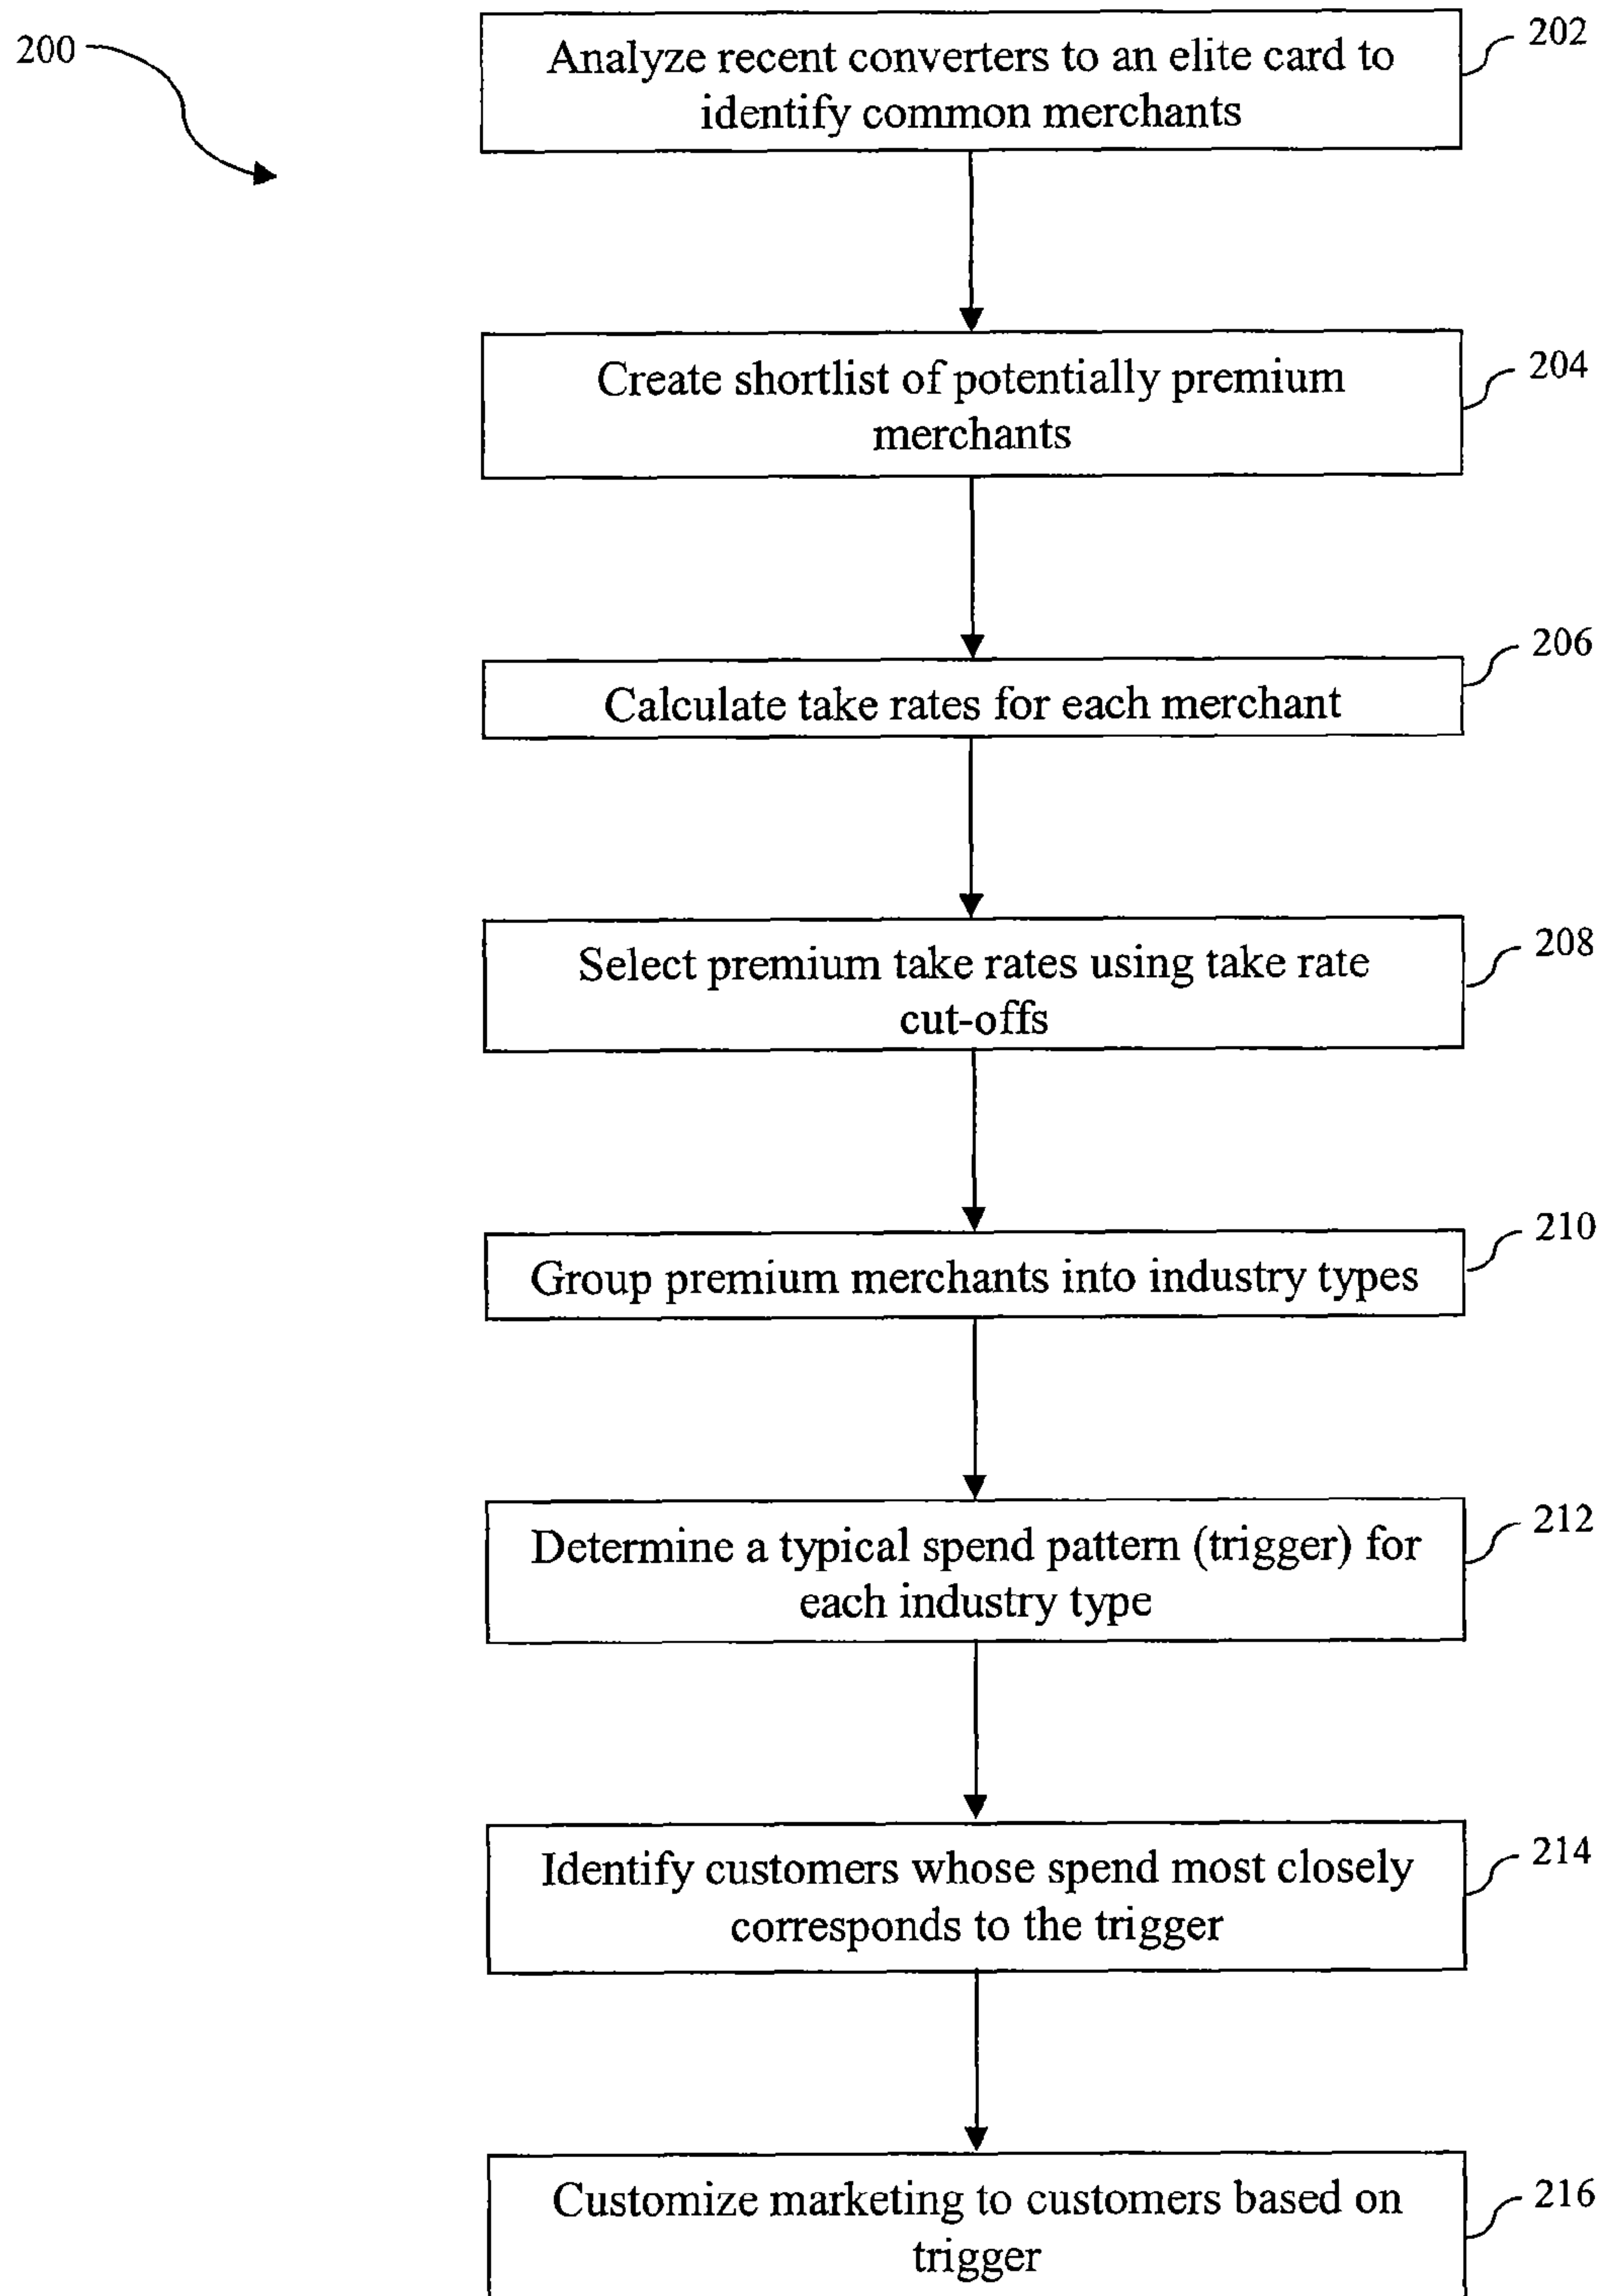 200
Analyze recent converters to an elite card to
identify common merchants
202
Create shortlist of potentially premium
merchants
204
Calculate take rates for each merchant
206
Select premium take rates using take rate
cut-offs
208
Group premium merchants into industry types
210
Determine a typical spend pattern (trigger) for
each industry type
212
Identify customers whose spend most closely
corresponds to the trigger
214
Customize marketing to customers based on
trigger
216